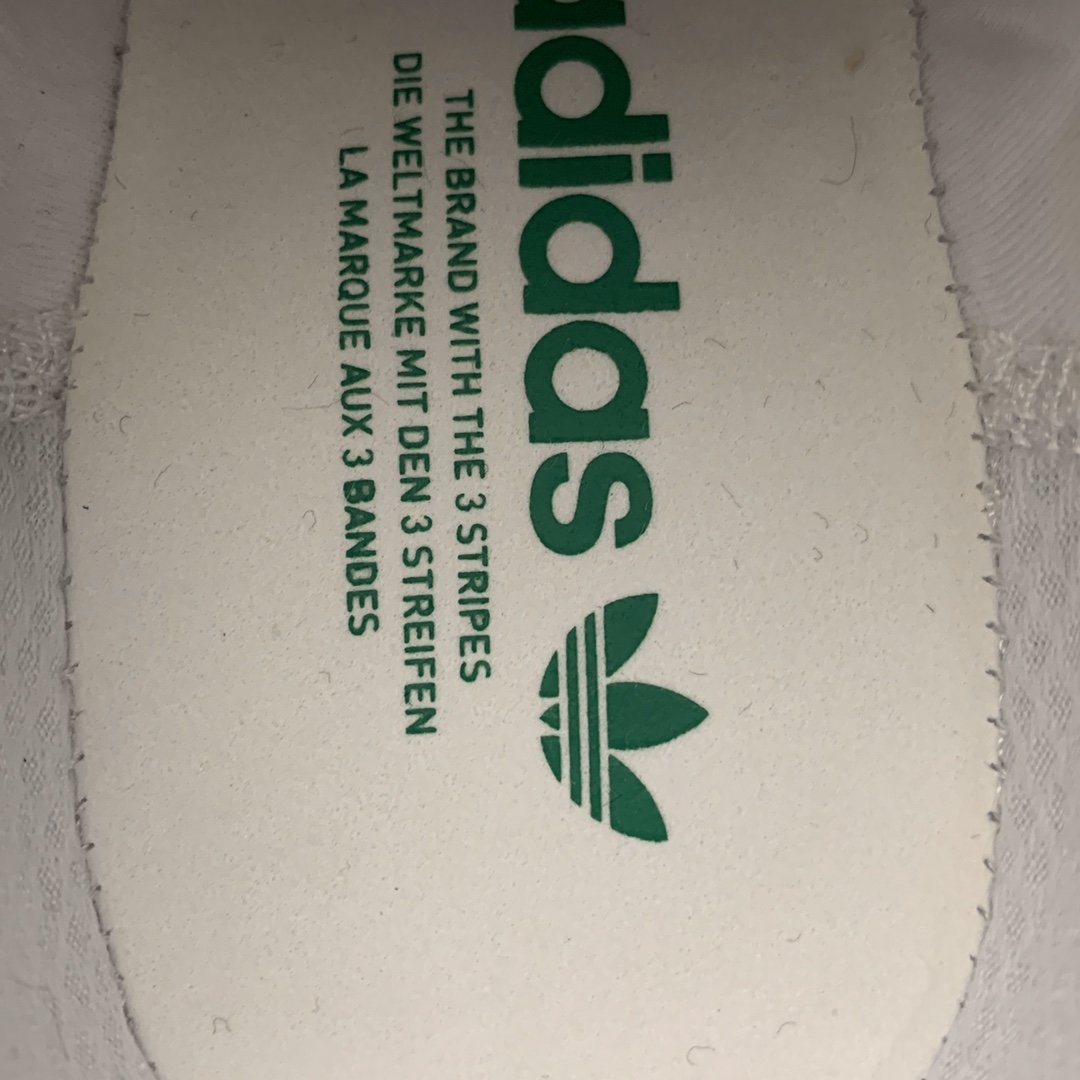 adidas
THE BRAND WITH THE 3 STRIPES
DIE WELTMARKE MIT DEN 3 STREIFEN
LA MARQUE AUX 3 BANDES